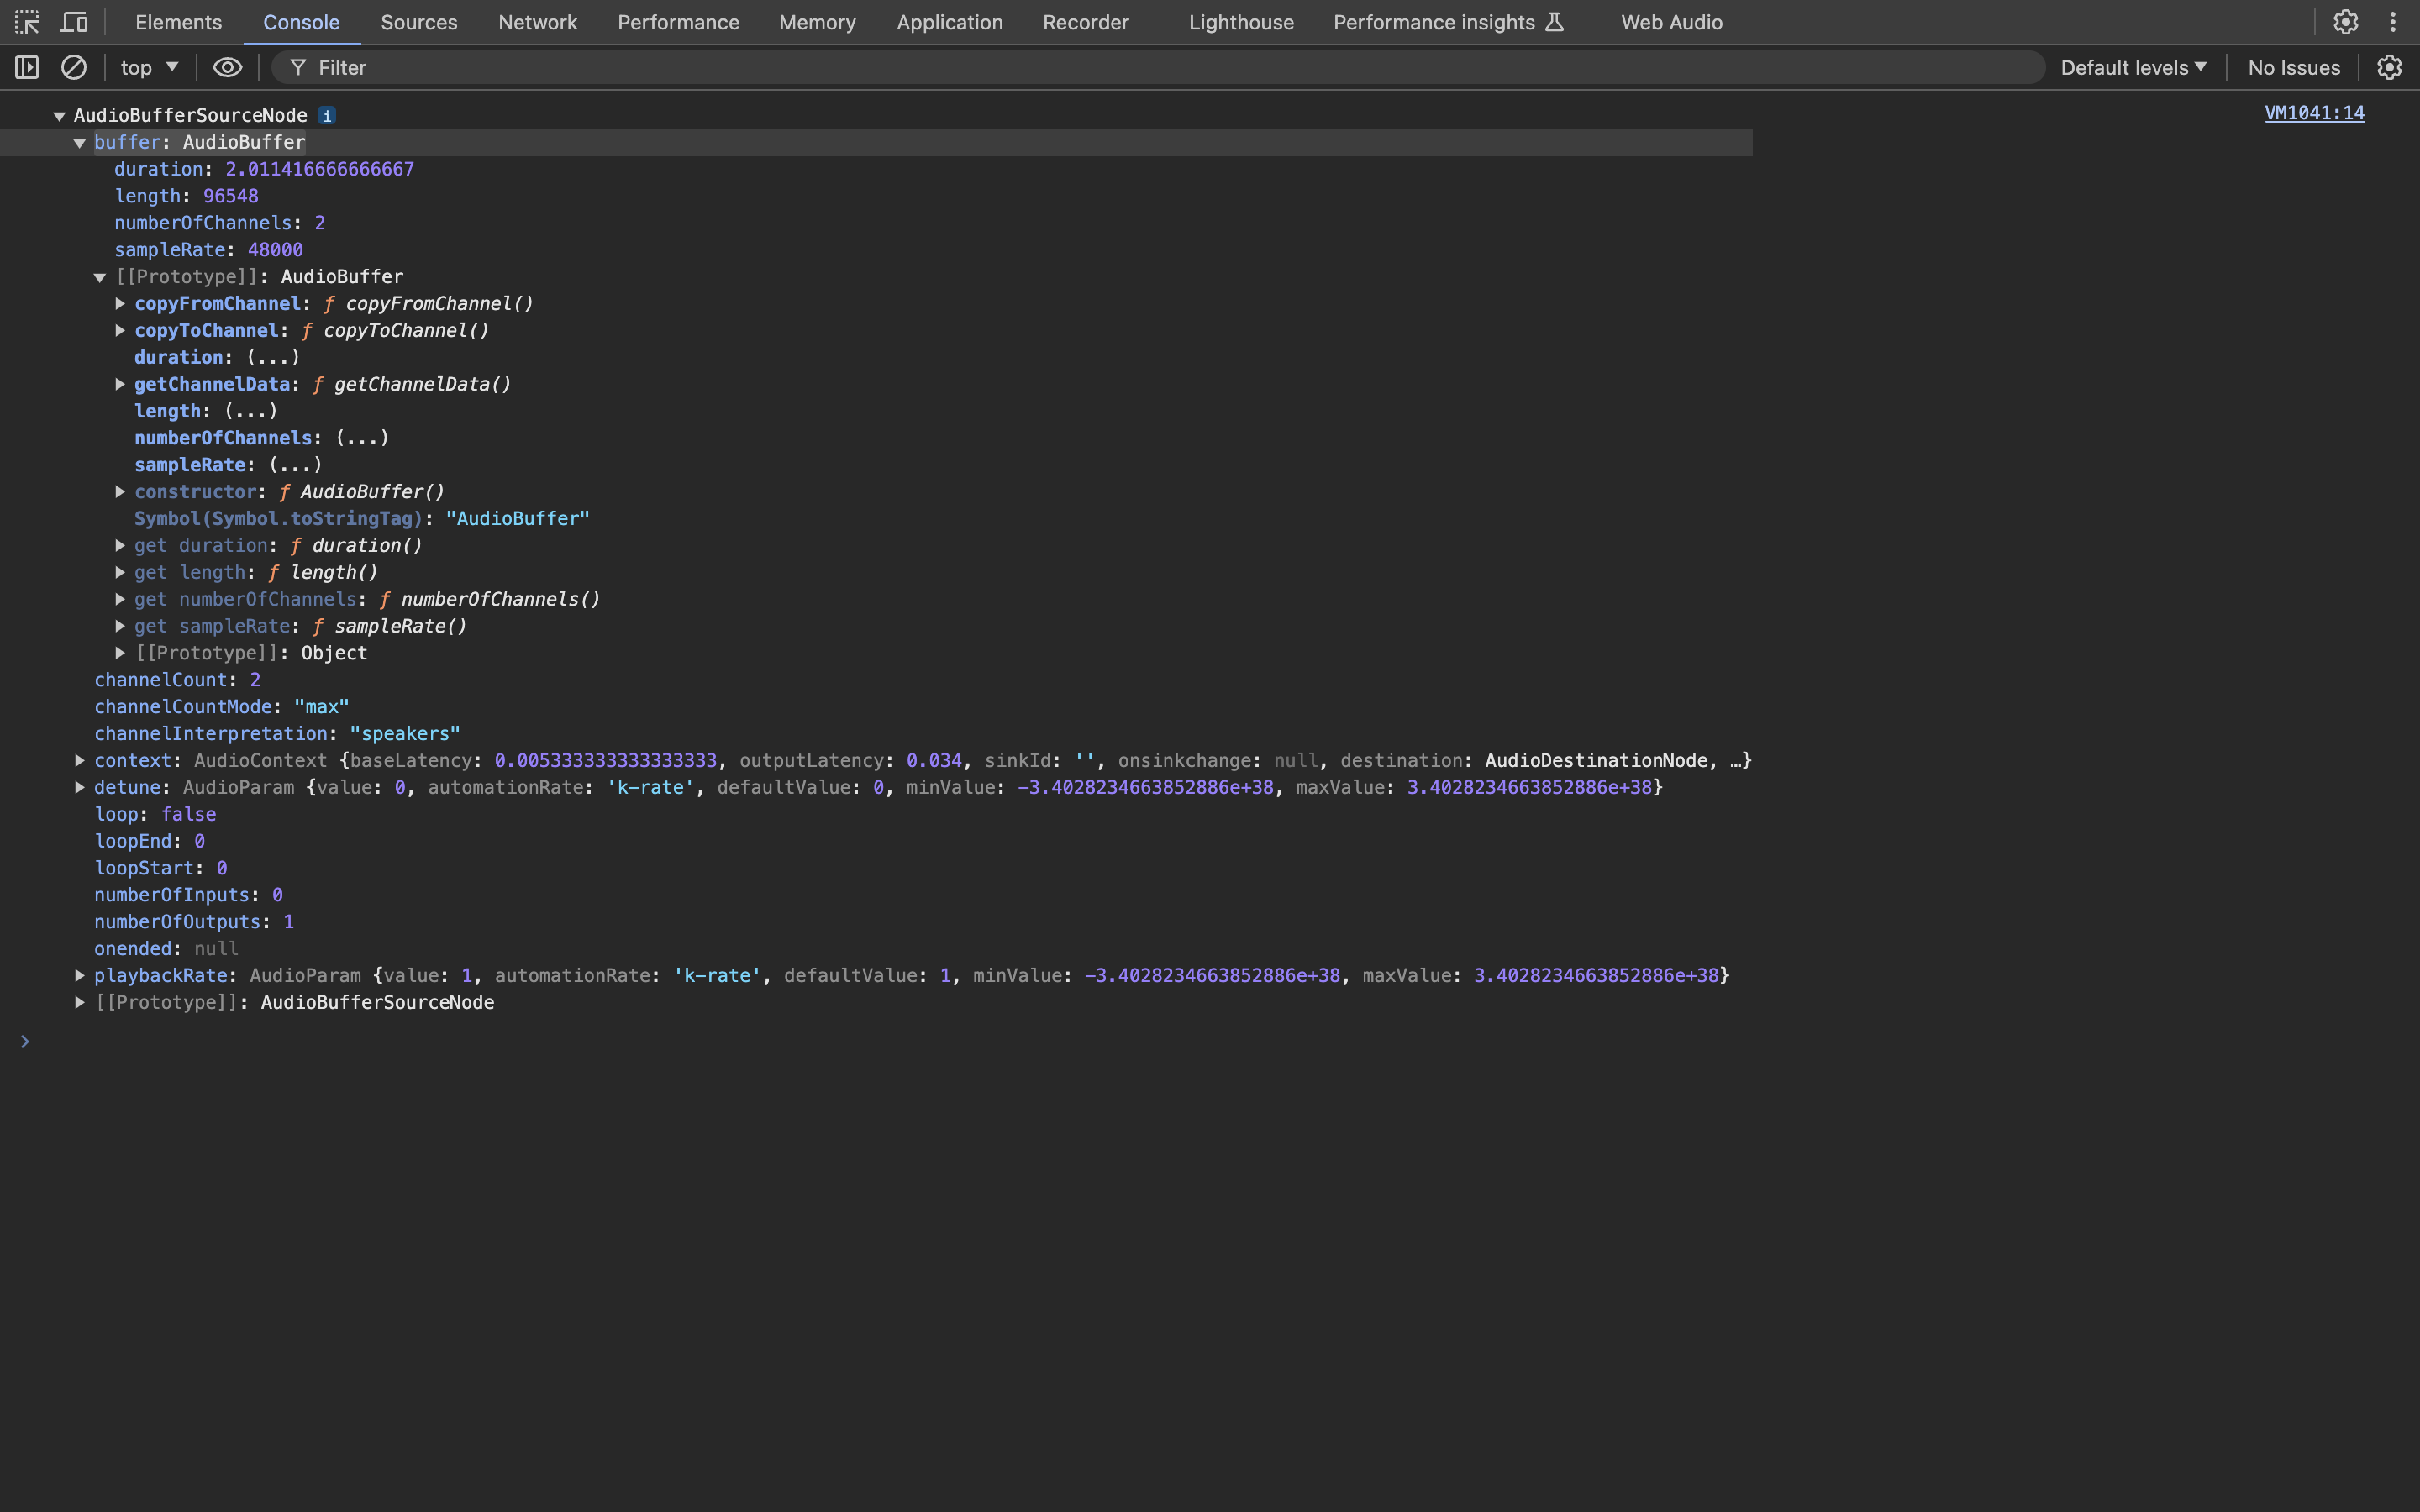 Elements Console Sources Network Performance Memory Application Recorder Lighthouse Performance insights Web Audio
top Filter Default levels No Issues
AudioBufferSourceNode i VM1041:14
buffer: AudioBuffer
duration: 2.011416666666667
length: 96548
numberOfChannels: 2
sampleRate: 48000
[[Prototype]]: AudioBuffer
copyFromChannel: ƒ copyFromChannel()
copyToChannel: ƒ copyToChannel()
duration: (...)
getChannelData: ƒ getChannelData()
length: (...)
numberOfChannels: (...)
sampleRate: (...)
constructor: ƒ AudioBuffer()
Symbol(Symbol.toStringTag): "AudioBuffer"
get duration: ƒ duration()
get length: ƒ length()
get numberOfChannels: ƒ numberOfChannels()
get sampleRate: ƒ sampleRate()
[[Prototype]]: Object
channelCount: 2
channelCountMode: "max"
channelInterpretation: "speakers"
context: AudioContext {baseLatency: 0.005333333333333333, outputLatency: 0.034, sinkId: '', onsinkchange: null, destination: AudioDestinationNode, …}
detune: AudioParam {value: 0, automationRate: 'k-rate', defaultValue: 0, minValue: -3.4028234663852886e+38, maxValue: 3.4028234663852886e+38}
loop: false
loopEnd: 0
loopStart: 0
numberOfInputs: 0
numberOfOutputs: 1
onended: null
playbackRate: AudioParam {value: 1, automationRate: 'k-rate', defaultValue: 1, minValue: -3.4028234663852886e+38, maxValue: 3.4028234663852886e+38}
[[Prototype]]: AudioBufferSourceNode